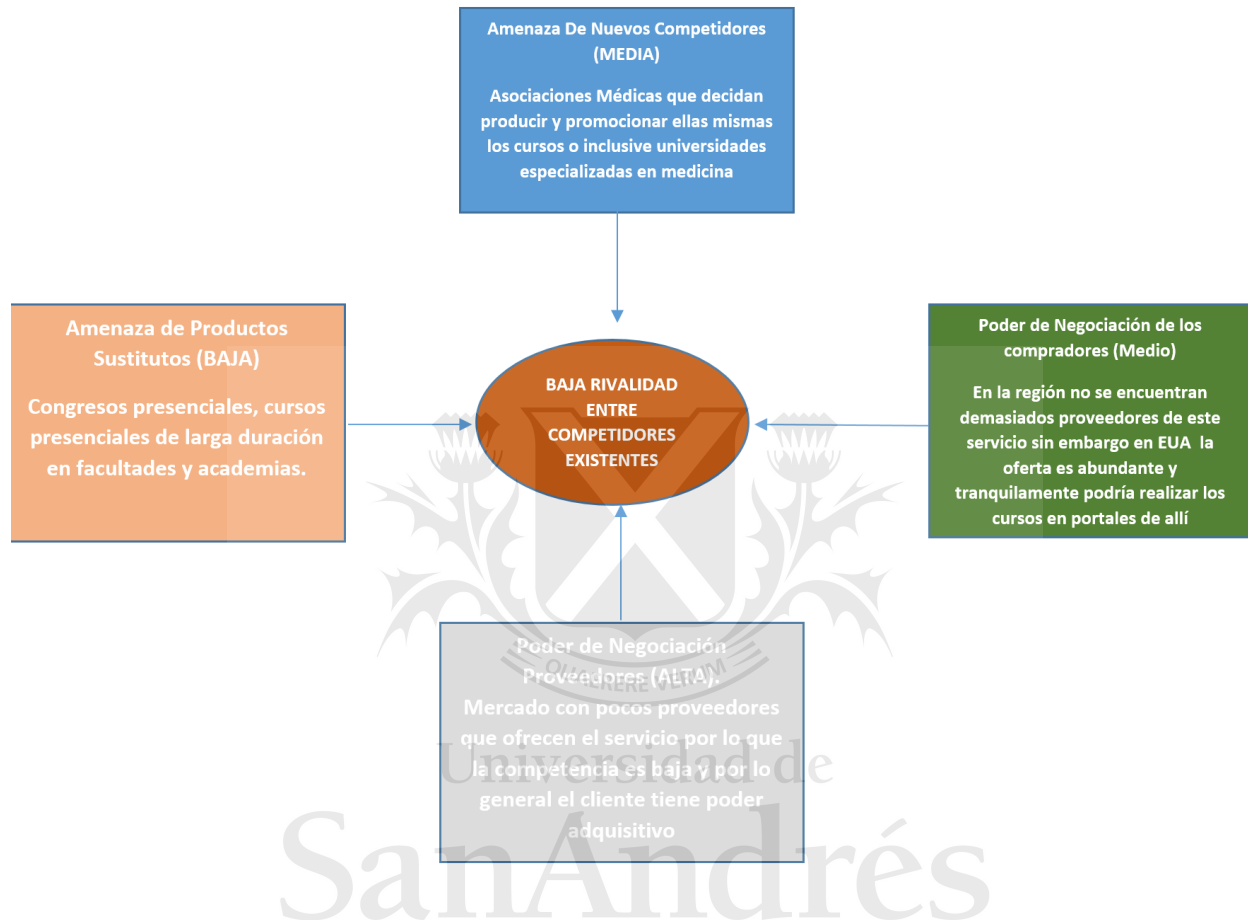 Amenaza De Nuevos Competidores
(MEDIA)
Asociaciones Médicas que decidan
producir y promocionar ellas mismas
los cursos o inclusive universidades
especializadas en medicina
Amenaza de Productos
Sustitutos (BAJA)
Congresos presenciales, cursos
presenciales de larga duración
en facultades y academias.
BAJA RIVALIDAD
ENTRE
COMPETIDORES
EXISTENTES
Poder de Negociación de los
compradores (Medio)
En la región no se encuentran
demasiados proveedores de este
servicio sin embargo en EUA la
oferta es abundante y
tranquilamente podría realizar los
cursos en portales de allí
Poder de Negociación
Proveedores (ALTA).
Mercado con pocos proveedores
que ofrecen el servicio por lo que
la competencia es baja y por lo
general el cliente tiene poder
adquisitivo
QUAERERE VERUM
Universidad de
SanAndrés